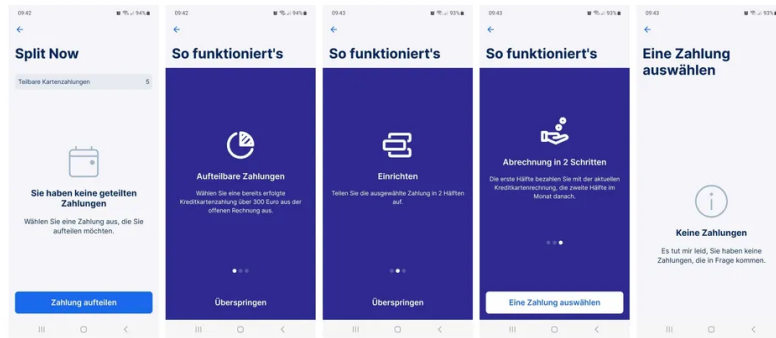 09:42
94%
Split Now
Teilbare Kartenzahlungen 5
Sie haben keine geteilten
Zahlungen
Wählen Sie eine Zahlung aus, die Sie
aufteilen möchten.
Zahlung aufteilen
09:42
94%
So funktioniert's
Aufteilbare Zahlungen
Wählen Sie eine bereits erfolgte
Kreditkartenzahlung über 300 Euro aus der
offenen Rechnung aus.
Überspringen
09:43
93%
So funktioniert's
Einrichten
Teilen Sie die ausgewählte Zahlung in 2 Hälften
auf.
Überspringen
09:43
93%
So funktioniert's
Abrechnung in 2 Schritten
Die erste Hälfte bezahlen Sie mit der aktuellen
Kreditkartenrechnung, die zweite Hälfte im
Monat danach.
Eine Zahlung auswählen
09:43
93%
Eine Zahlung
auswählen
Keine Zahlungen
Es tut mir leid, Sie haben keine
Zahlungen, die in Frage kommen.